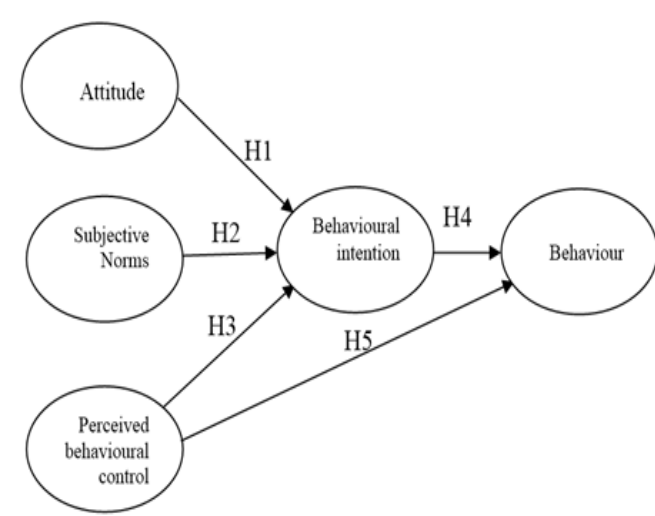 Attitude
H1
Subjective
Norms
H2
Behavioural
intention
H4
Behaviour
H3
H5
Perceived
behavioural
control